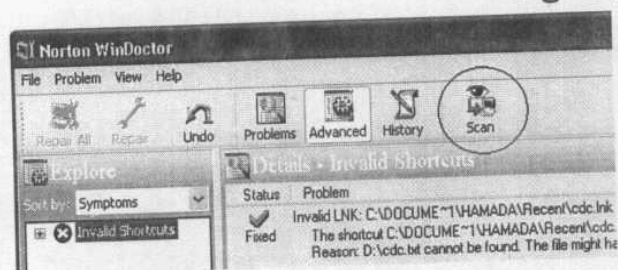 Norton WinDoctor
File Problem View Help
Repair All Repair Undo Problems Advanced History Scan
Explore
Details - Invalid Shortcuts
Sort by: Symptoms
Status Problem
Invalid Shortcuts
Invalid LNK: C:\DOCUME~1\HAMADA\Recent\cdc.lnk
Fixed The shortcut C:\DOCUME~1\HAMADA\Recent\cdc.
Reason: D:\cdc.txt cannot be found. The file might ha